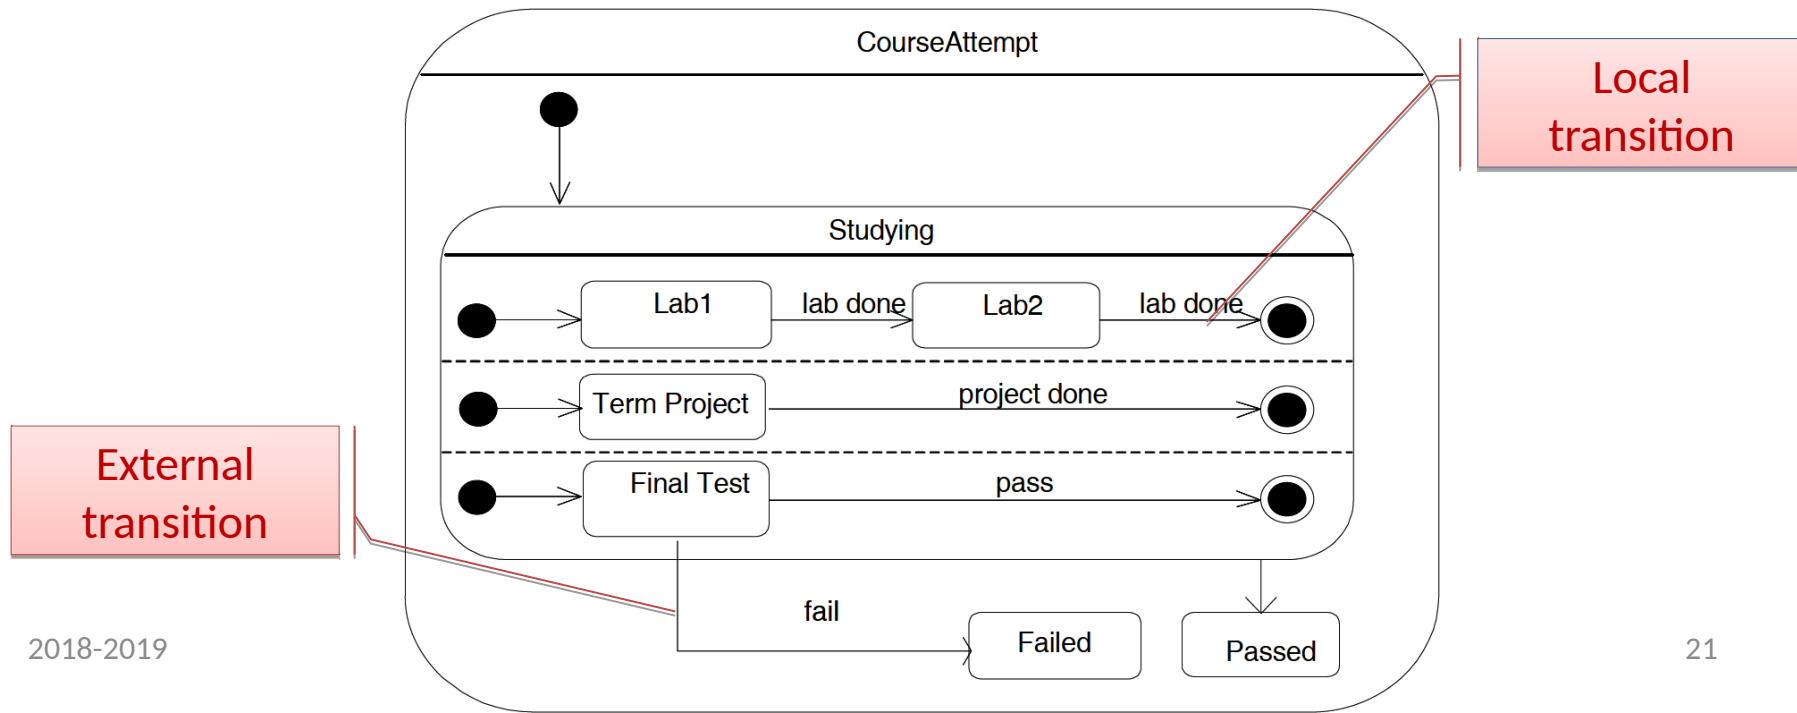 CourseAttempt
Local
transition
Studying
Lab1
lab done
Lab2
lab done
Term Project
project done
External
transition
Final Test
pass
fail
Failed
Passed
2018-2019
21